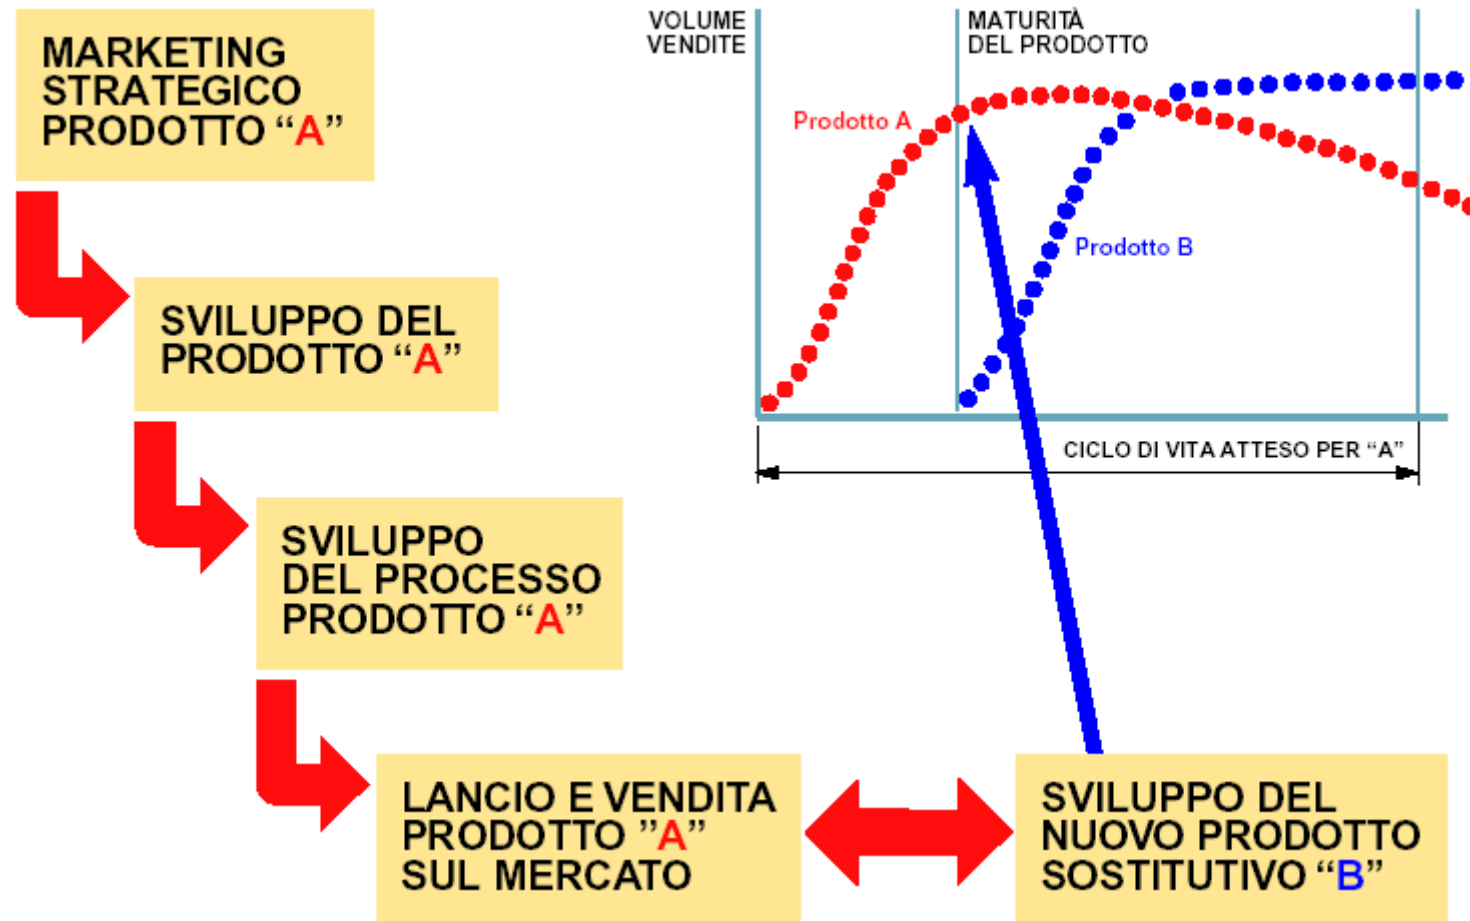 MARKETING
STRATEGICO
PRODOTTO “A”
SVILUPPO DEL
PRODOTTO “A”
SVILUPPO
DEL PROCESSO
PRODOTTO “A”
LANCIO E VENDITA
PRODOTTO ”A”
SUL MERCATO
SVILUPPO DEL
NUOVO PRODOTTO
SOSTITUTIVO “B”
VOLUME
VENDITE
MATURITÀ
DEL PRODOTTO
Prodotto A
Prodotto B
CICLO DI VITA ATTESO PER “A”